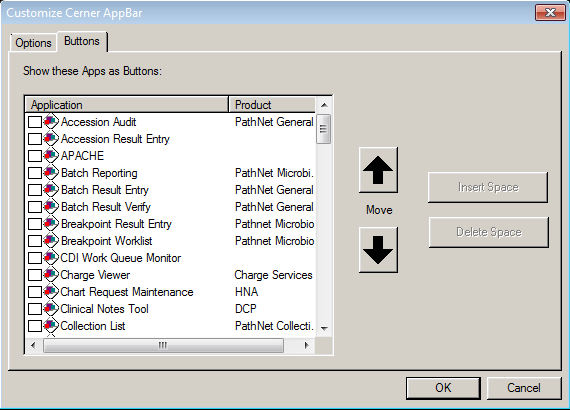 Customize Cerner AppBar
Options Buttons
Show these Apps as Buttons:
Application Product
Accession Audit PathNet General
Accession Result Entry
APACHE
Batch Reporting PathNet Microbi.
Batch Result Entry PathNet General
Batch Result Verify PathNet General
Breakpoint Result Entry Pathnet Microbio
Breakpoint Worklist Pathnet Microbio
CDI Work Queue Monitor
Charge Viewer Charge Services
Chart Request Maintenance HNA
Clinical Notes Tool DCP
Collection List PathNet Collecti.
Move
Insert Space
Delete Space
OK Cancel